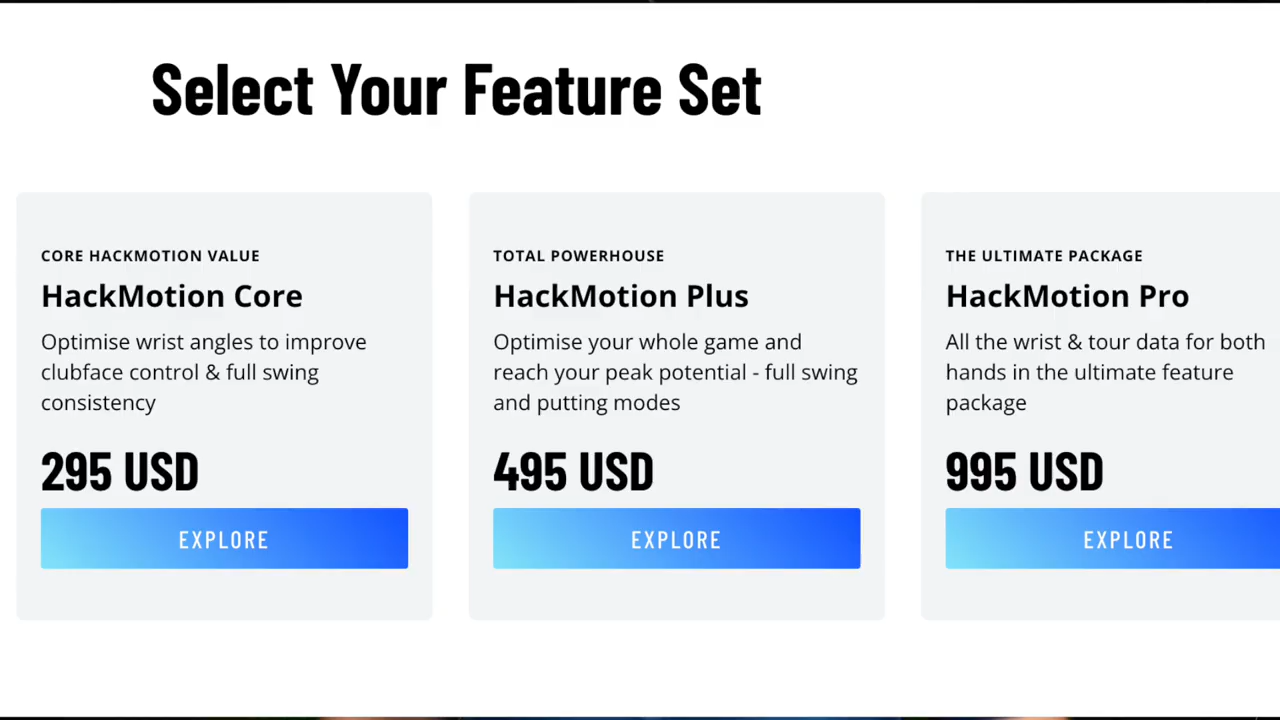 Select Your Feature Set
CORE HACKMOTION VALUE
HackMotion Core
Optimise wrist angles to improve
clubface control & full swing
consistency
295 USD
EXPLORE
TOTAL POWERHOUSE
HackMotion Plus
Optimise your whole game and
reach your peak potential - full swing
and putting modes
495 USD
EXPLORE
THE ULTIMATE PACKAGE
HackMotion Pro
All the wrist & tour data for both
hands in the ultimate feature
package
995 USD
EXPLORE